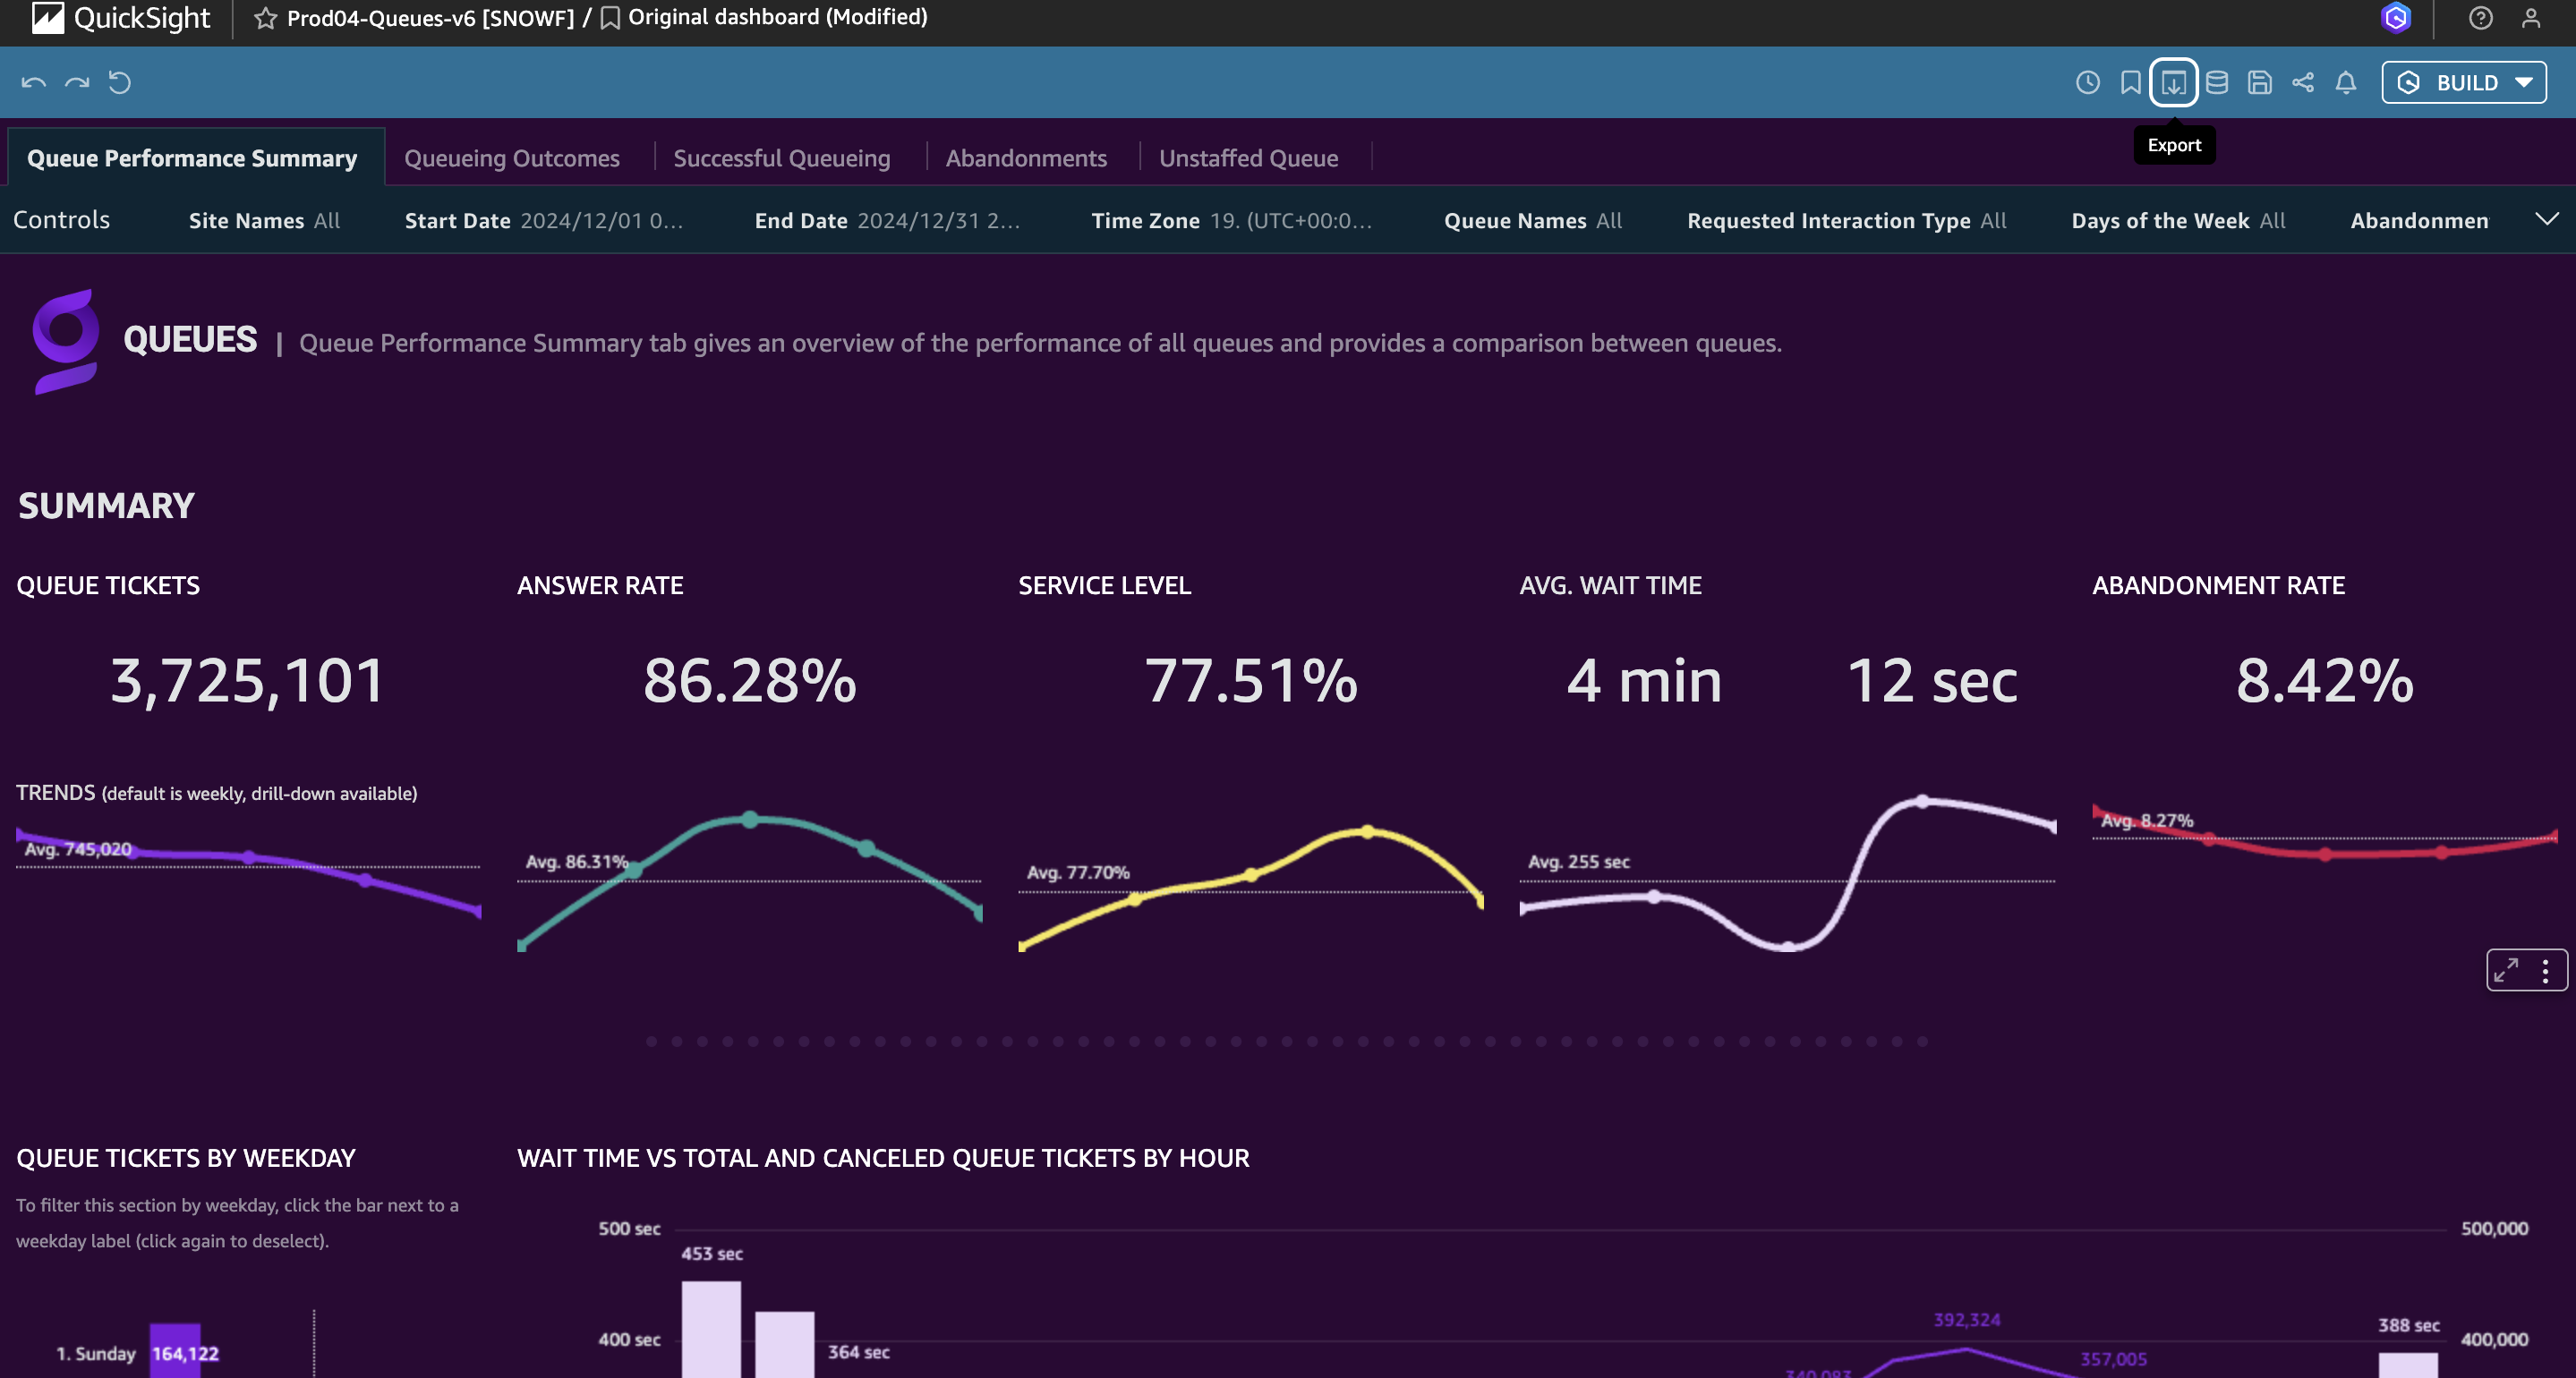 QuickSight
Prod04-Queues-v6 [SNOWF] / Original dashboard (Modified)
BUILD
Export
Queue Performance Summary
Queueing Outcomes
Successful Queueing
Abandonments
Unstaffed Queue
Controls
Site Names All
Start Date 2024/12/01 0...
End Date 2024/12/31 2...
Time Zone 19. (UTC+00:0...
Queue Names All
Requested Interaction Type All
Days of the Week All
Abandonmen
QUEUES | Queue Performance Summary tab gives an overview of the performance of all queues and provides a comparison between queues.
SUMMARY
QUEUE TICKETS
ANSWER RATE
SERVICE LEVEL
AVG. WAIT TIME
ABANDONMENT RATE
3,725,101
86.28%
77.51%
4 min
12 sec
8.42%
TRENDS (default is weekly, drill-down available)
Avg. 745,020
Avg. 86.31%
Avg. 77.70%
Avg. 255 sec
Avg. 8.27%
QUEUE TICKETS BY WEEKDAY
To filter this section by weekday, click the bar next to a
weekday label (click again to deselect).
1. Sunday 164,122
WAIT TIME VS TOTAL AND CANCELED QUEUE TICKETS BY HOUR
500 sec
500,000
453 sec
392,324
388 sec
400 sec
400,000
364 sec
357,005